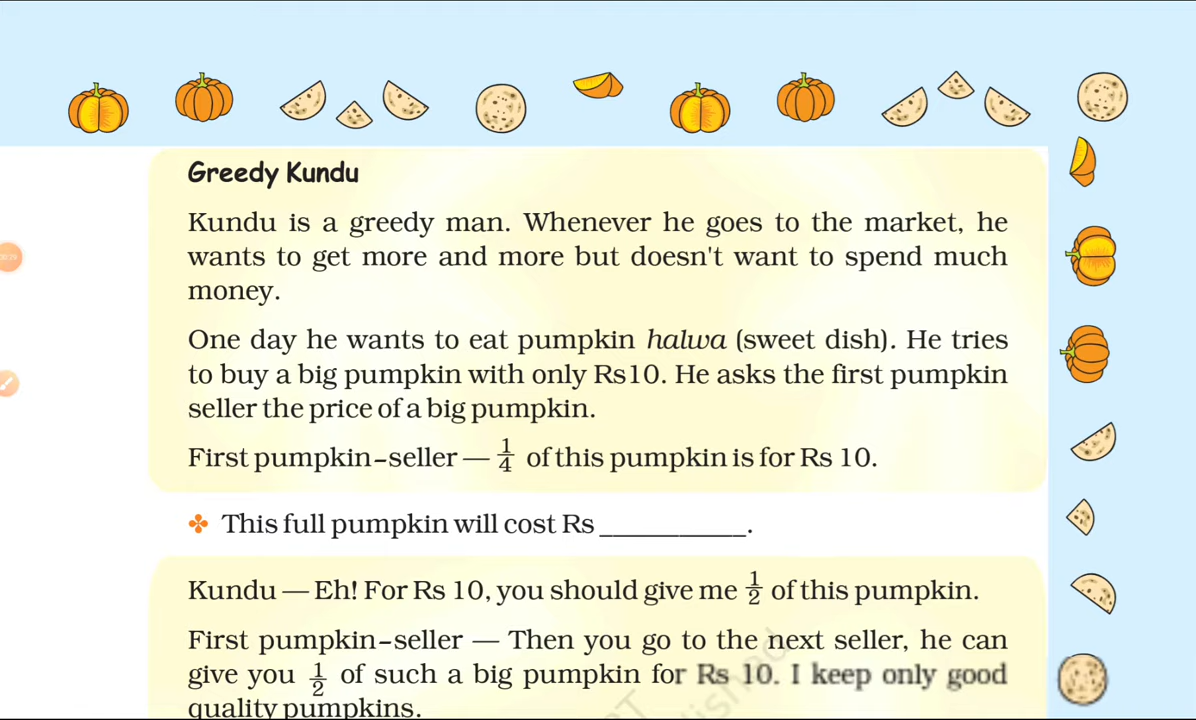 Greedy Kundu
Kundu is a greedy man. Whenever he goes to the market, he
wants to get more and more but doesn't want to spend much
money.
One day he wants to eat pumpkin halwa (sweet dish). He tries
to buy a big pumpkin with only Rs10. He asks the first pumpkin
seller the price of a big pumpkin.
First pumpkin-seller — 1/4 of this pumpkin is for Rs 10.
This full pumpkin will cost Rs ___________.
Kundu — Eh! For Rs 10, you should give me 1/2 of this pumpkin.
First pumpkin-seller — Then you go to the next seller, he can
give you 1/2 of such a big pumpkin for Rs 10. I keep only good
quality pumpkins.
00:29